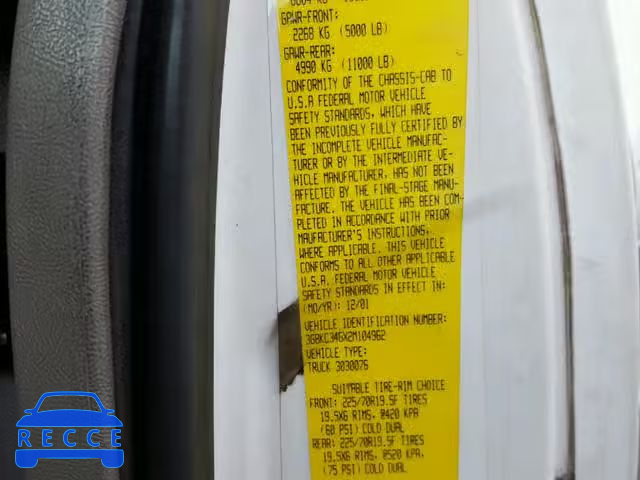 GAWR-FRONT:
2268 KG (5000 LB)
GAWR-REAR:
4990 KG (11000 LB)
CONFORMITY OF THE CHASSIS-CAB TO
U.S.A FEDERAL MOTOR VEHICLE
SAFETY STANDARDS, WHICH HAVE
BEEN PREVIOUSLY FULLY CERTIFIED BY
THE INCOMPLETE VEHICLE MANUFAC-
TURER OR BY THE INTERMEDIATE VE-
HICLE MANUFACTURER, HAS NOT BEEN
AFFECTED BY THE FINAL-STAGE MANU-
FACTURE. THE VEHICLE HAS BEEN COM-
PLETED IN ACCORDANCE WITH PRIOR
MAUFACTURER'S INSTRUCTIONS,
WHERE APPLICABLE. THIS VEHICLE
CONFORMS TO ALL OTHER APPLICABLE
U.S.A. FEDERAL MOTOR VEHICLE
SAFETY STANDARDS IN EFFECT IN:
(MO/YR): 12/01
VEHICLE IDENTIFICATION NUMBER:
3GBKC34GX2M104962
VEHICLE TYPE:
TRUCK 3030076
SUITABLE TIRE-RIM CHOICE
FRONT: 225/70R19.5F TIRES
19.5X6 RIMS, @420 KPA
(60 PSI) COLD DUAL
REAR: 225/70R19.5F TIRES
19.5X6 RIMS, @520 KPA,
(75 PSI) COLD DUAL
RECCE